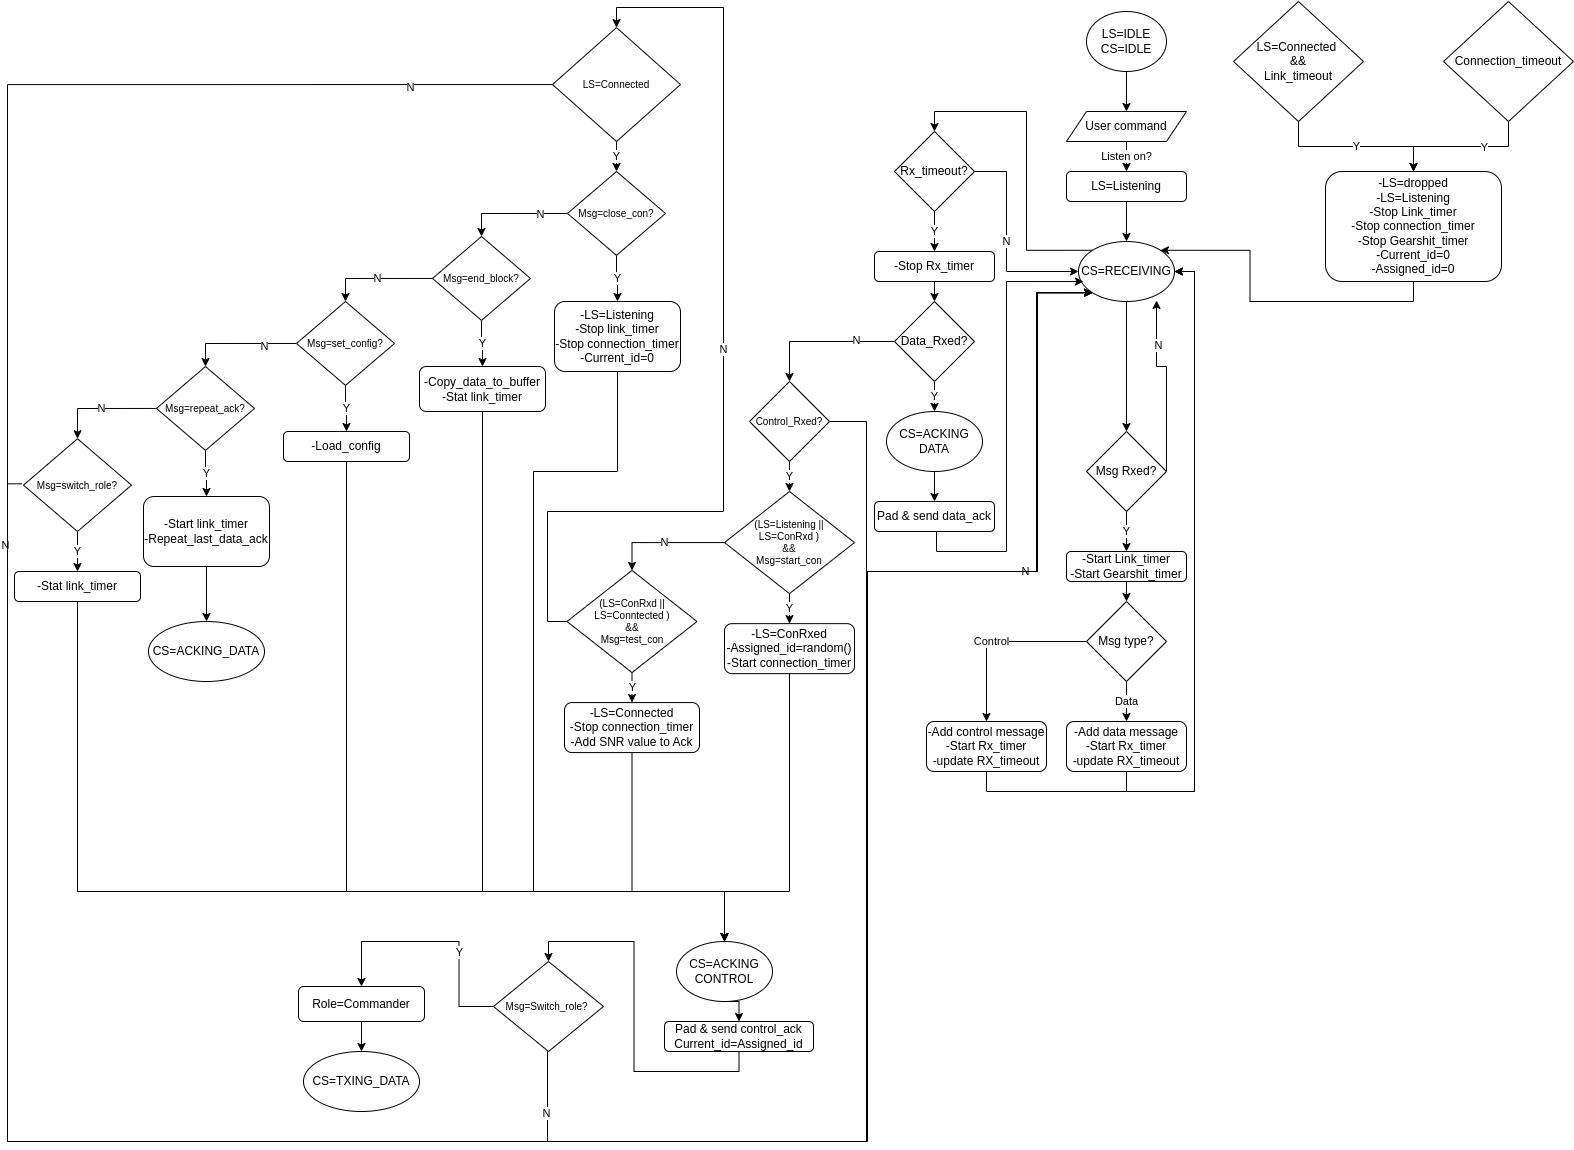 LS=IDLE
CS=IDLE
User command
Listen on?
LS=Listening
CS=RECEIVING
LS=Connected
&&
Link_timeout
Connection_timeout
Y
Y
-LS=dropped
-LS=Listening
-Stop Link_timer
-Stop connection_timer
-Stop Gearshit_timer
-Current_id=0
-Assigned_id=0
Msg Rxed?
N
Y
-Start Link_timer
-Start Gearshit_timer
Msg type?
Control
Data
-Add control message
-Start Rx_timer
-update RX_timeout
-Add data message
-Start Rx_timer
-update RX_timeout
Rx_timeout?
N
Y
-Stop Rx_timer
Data_Rxed?
N
Y
CS=ACKING
DATA
Pad & send data_ack
Control_Rxed?
N
Y
(LS=Listening ||
LS=ConRxd )
&&
Msg=start_con
N
Y
-LS=ConRxed
-Assigned_id=random()
-Start connection_timer
(LS=ConRxd ||
LS=Conntected )
&&
Msg=test_con
N
Y
-LS=Connected
-Stop connection_timer
-Add SNR value to Ack
LS=Connected
N
Y
Msg=close_con?
N
Y
-LS=Listening
-Stop link_timer
-Stop connection_timer
-Current_id=0
Msg=end_block?
N
Y
-Copy_data_to_buffer
-Stat link_timer
Msg=set_config?
N
Y
-Load_config
Msg=repeat_ack?
N
Y
-Start link_timer
-Repeat_last_data_ack
CS=ACKING_DATA
Msg=switch_role?
N
Y
-Stat link_timer
CS=ACKING
CONTROL
Pad & send control_ack
Current_id=Assigned_id
Msg=Switch_role?
Y
N
Role=Commander
CS=TXING_DATA